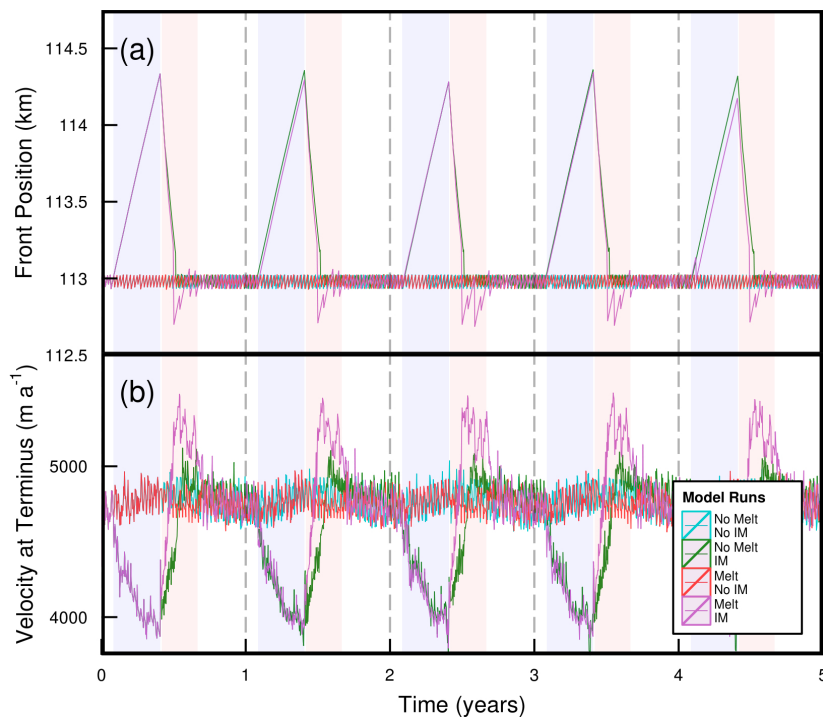 (a)
114.5
114
113.5
113
112.5
Front Position (km)
(b)
5000
4000
Velocity at Terminus (m a⁻¹)
Model Runs
No Melt
No IM
No Melt
IM
Melt
No IM
Melt
IM
0 1 2 3 4 5
Time (years)